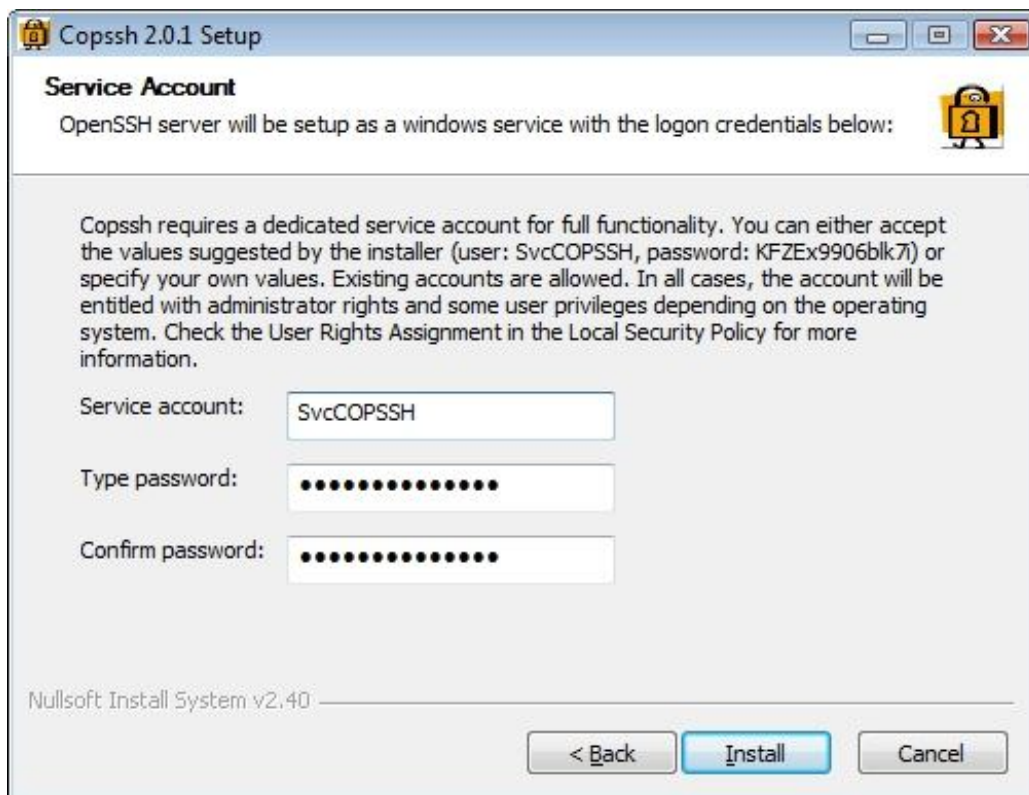 Copssh 2.0.1 Setup
Service Account
OpenSSH server will be setup as a windows service with the logon credentials below:
Copssh requires a dedicated service account for full functionality. You can either accept
the values suggested by the installer (user: SvcCOPSSH, password: KFZEx9906blk7i) or
specify your own values. Existing accounts are allowed. In all cases, the account will be
entitled with administrator rights and some user privileges depending on the operating
system. Check the User Rights Assignment in the Local Security Policy for more
information.
Service account:
SvcCOPSSH
Type password:
●●●●●●●●●●●●●●
Confirm password:
●●●●●●●●●●●●●●
Nullsoft Install System v2.40
< Back
Install
Cancel